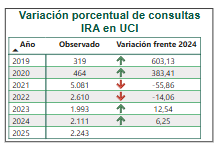 Variación porcentual de consultas
IRA en UCI
Año Observado Variación frente 2024
2019 319 603,13
2020 464 383,41
2021 5.081 -55,86
2022 2.610 -14,06
2023 1.993 12,54
2024 2.111 6,25
2025 2.243